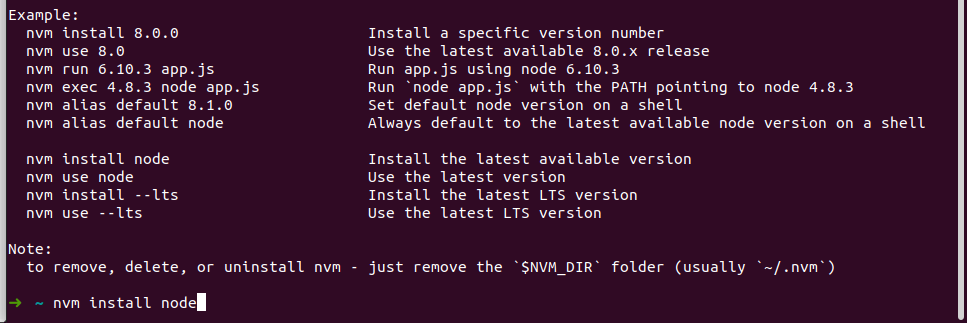 Example:
  nvm install 8.0.0                     Install a specific version number
  nvm use 8.0                           Use the latest available 8.0.x release
  nvm run 6.10.3 app.js                 Run app.js using node 6.10.3
  nvm exec 4.8.3 node app.js            Run `node app.js` with the PATH pointing to node 4.8.3
  nvm alias default 8.1.0               Set default node version on a shell
  nvm alias default node                Always default to the latest available node version on a shell

  nvm install node                      Install the latest available version
  nvm use node                          Use the latest version
  nvm install --lts                     Install the latest LTS version
  nvm use --lts                         Use the latest LTS version

Note:
  to remove, delete, or uninstall nvm - just remove the `$NVM_DIR` folder (usually `~/.nvm`)

➜  ~ nvm install node